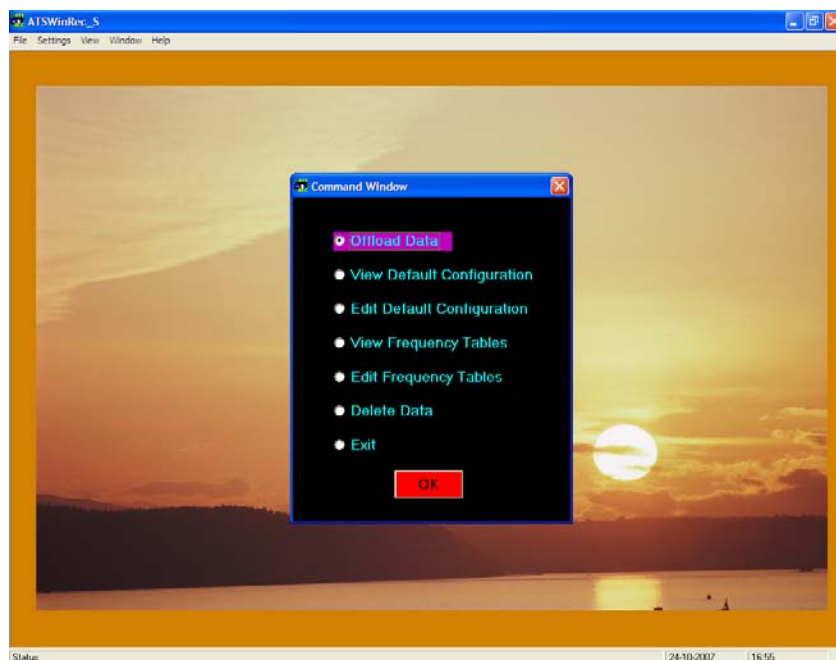 ATSWinRec_S
File Settings View Window Help
Command Window
Offload Data
View Default Configuration
Edit Default Configuration
View Frequency Tables
Edit Frequency Tables
Delete Data
Exit
OK
Status 24-10-2007 16:55